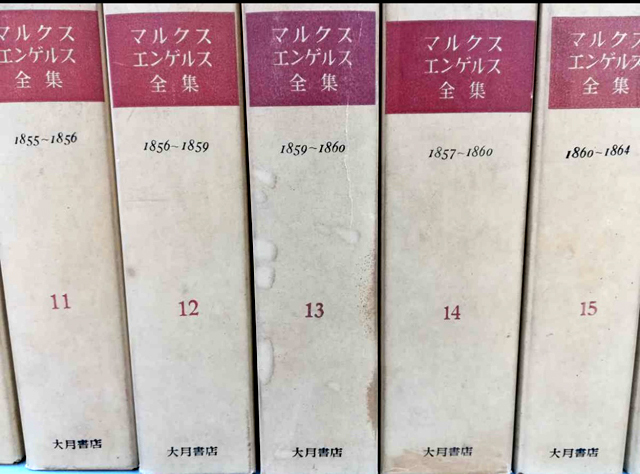 マルクス
エンゲルス
全集
1855~1856
11
大月書店
マルクス
エンゲルス
全集
1856~1859
12
大月書店
マルクス
エンゲルス
全集
1859~1860
13
大月書店
マルクス
エンゲルス
全集
1857~1860
14
大月書店
マルクス
エンゲルス
全集
1860~1864
15
大月書店